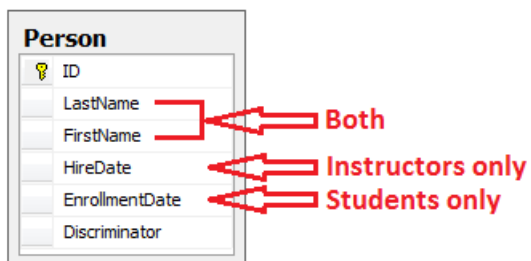 Person
ID
LastName
FirstName
Both
HireDate
Instructors only
EnrollmentDate
Students only
Discriminator